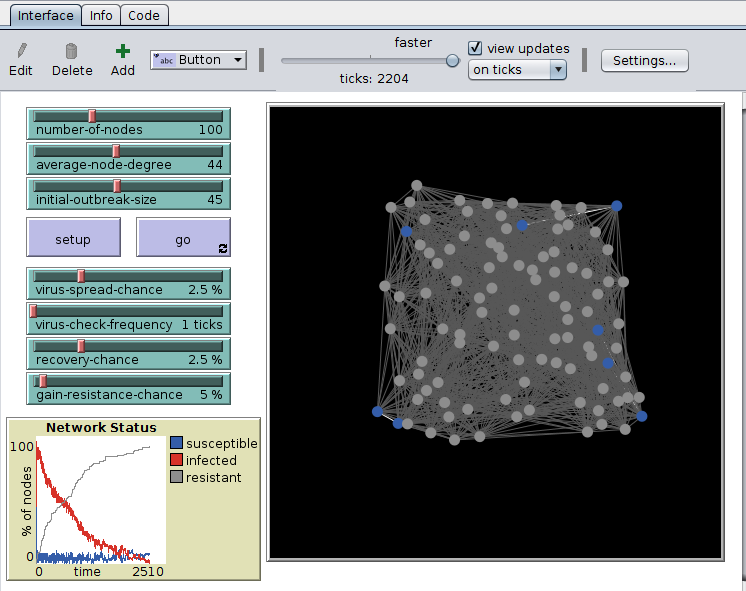 Interface Info Code
Edit Delete Add abc Button faster view updates Settings...
ticks: 2204 on ticks
number-of-nodes 100
average-node-degree 44
initial-outbreak-size 45
setup go
virus-spread-chance 2.5 %
virus-check-frequency 1 ticks
recovery-chance 2.5 %
gain-resistance-chance 5 %
Network Status
100
% of nodes
0
0 time 2510
susceptible
infected
resistant